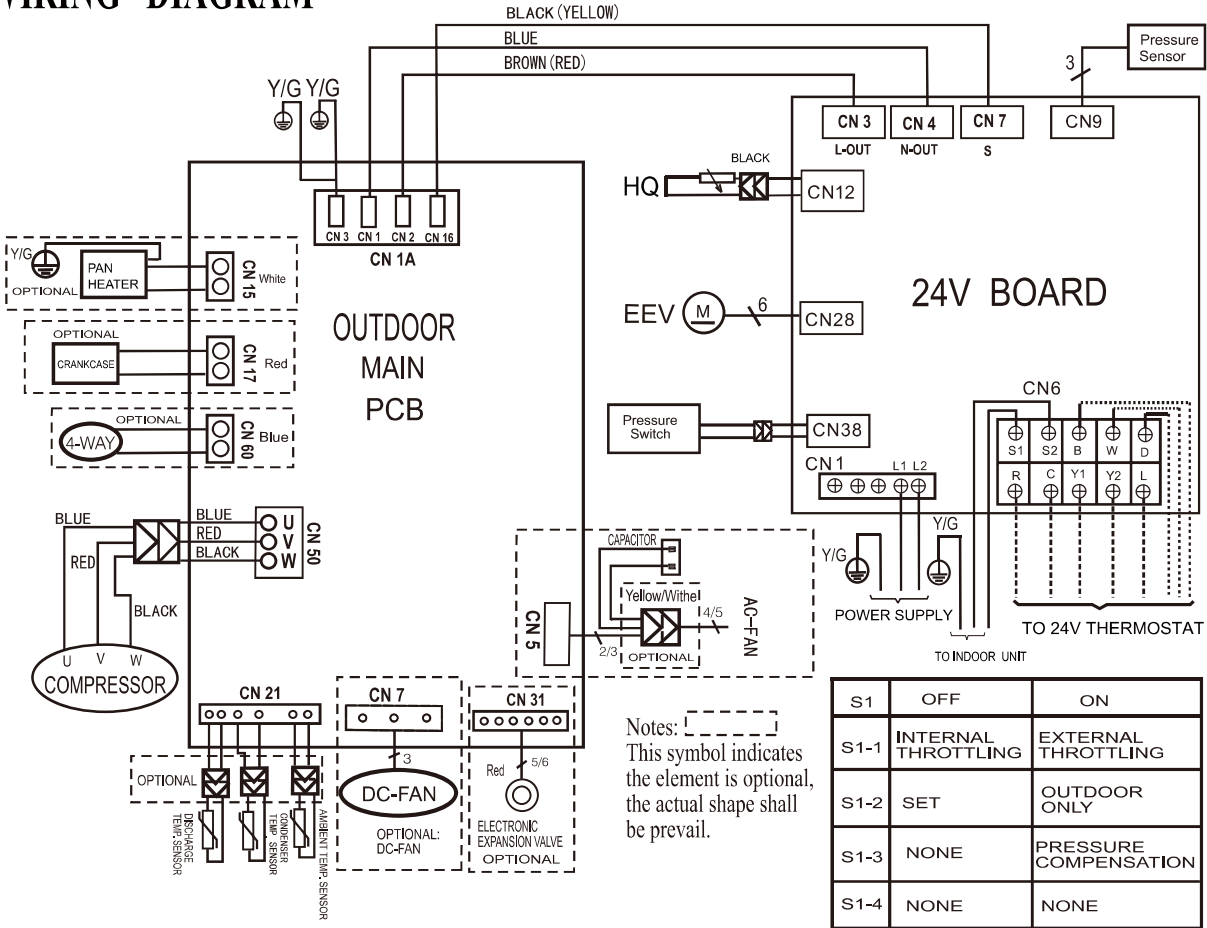 WIRING DIAGRAM
BLACK (YELLOW)
BLUE
BROWN (RED)
Pressure
Sensor
3
Y/G Y/G
CN 3
L-OUT
CN 4
N-OUT
CN 7
S
CN9
HQ
BLACK
CN12
CN 3 CN 1 CN 2 CN 16
CN 1A
Y/G
OPTIONAL
PAN
HEATER
CN 15
White
OPTIONAL
CRANKCASE
CN 17
Red
OPTIONAL
4-WAY
CN 60
Blue
OUTDOOR
MAIN
PCB
EEV
M
6
CN28
24V BOARD
Pressure
Switch
CN38
CN1
L1 L2
CN6
S1 S2 B W D
R C Y1 Y2 L
BLUE
RED
BLACK
BLUE
RED
BLACK
U
V
W
CN 50
U V W
COMPRESSOR
CAPACITOR
Yellow/Withe
CN 5
2/3
OPTIONAL
4/5
AC-FAN
Y/G
Y/G
POWER SUPPLY
TO INDOOR UNIT
TO 24V THERMOSTAT
CN 21
CN 7
CN 31
OPTIONAL
DISCHARGE
TEMP.SENSOR
CONDENSER
TEMP. SENSOR
AMBIENT TEMP.SENSOR
3
DC-FAN
OPTIONAL:
DC-FAN
Red
5/6
ELECTRONIC
EXPANSION VALVE
OPTIONAL
Notes:
This symbol indicates
the element is optional,
the actual shape shall
be prevail.
S1 OFF ON
S1-1 INTERNAL THROTTLING EXTERNAL THROTTLING
S1-2 SET OUTDOOR ONLY
S1-3 NONE PRESSURE COMPENSATION
S1-4 NONE NONE